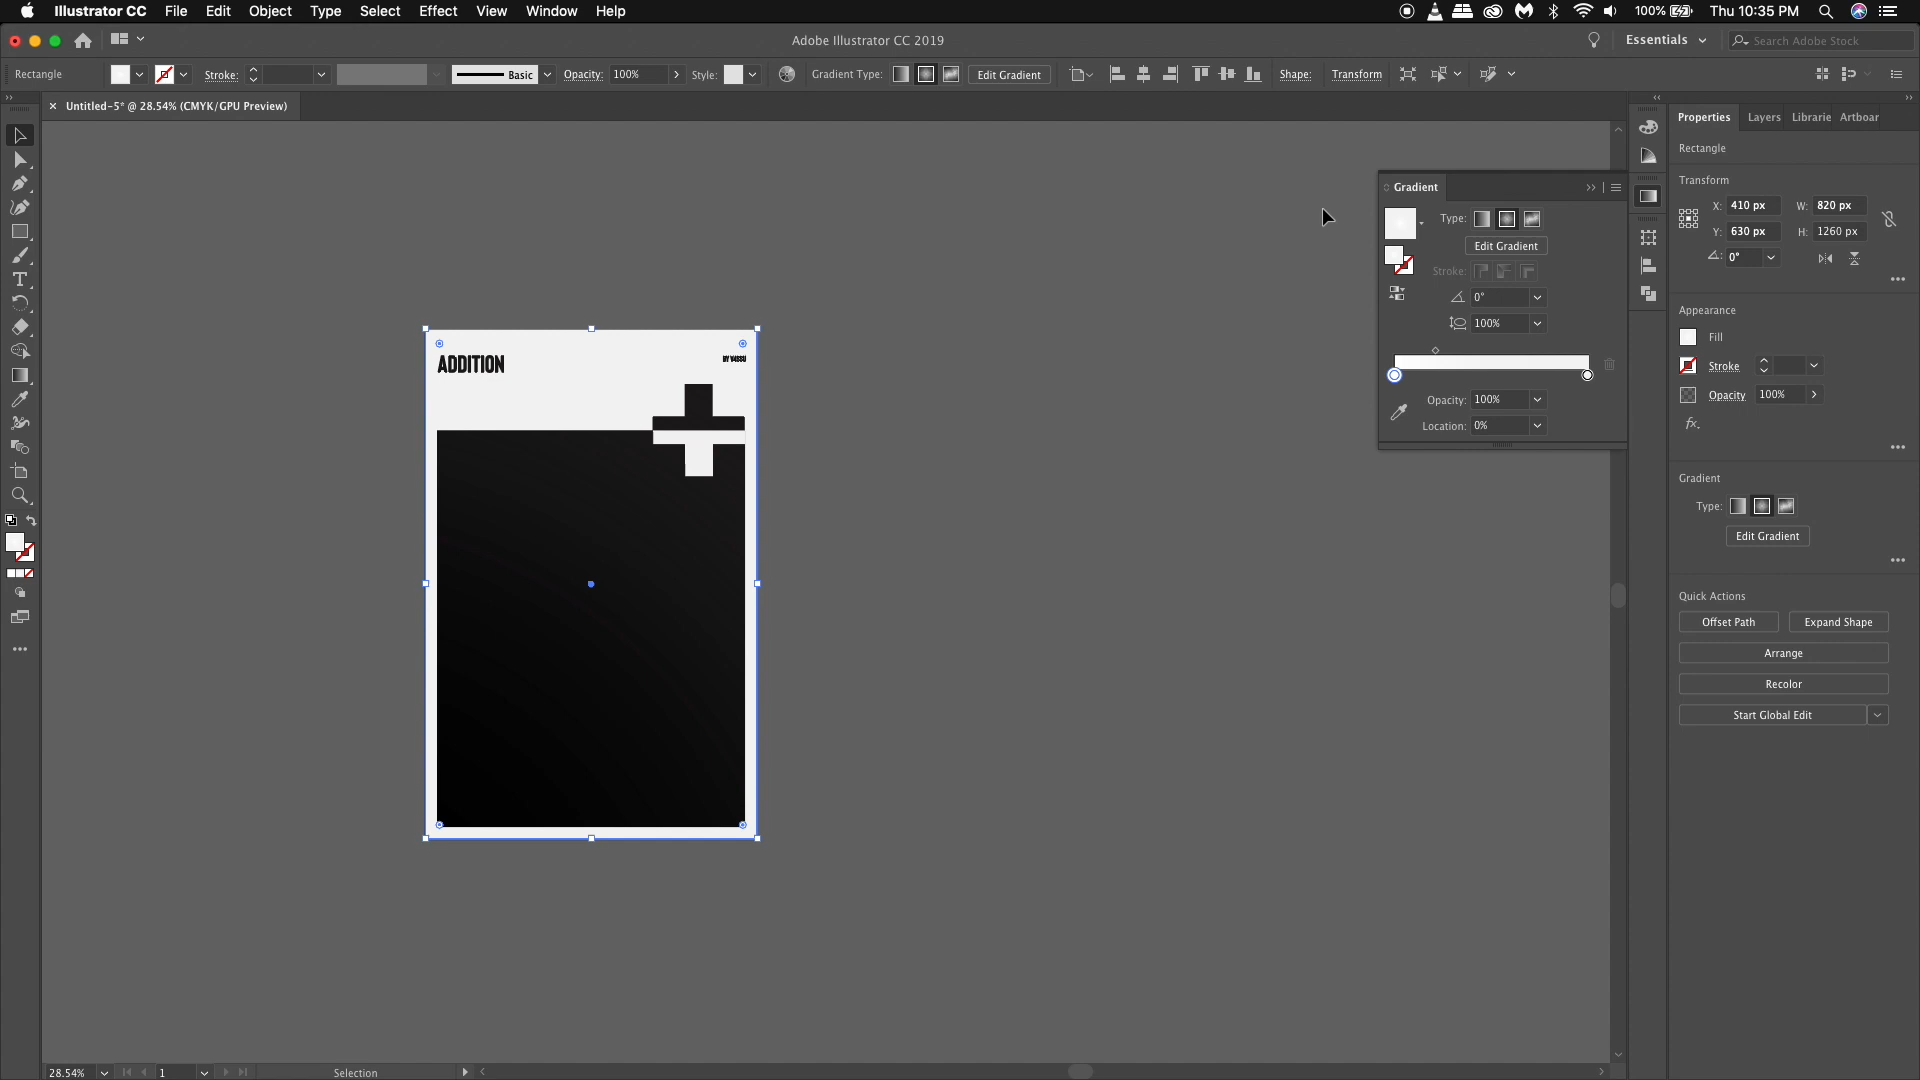 Illustrator CC File Edit Object Type Select Effect View Window Help
100% Thu 10:35 PM
Adobe Illustrator CC 2019
Essentials
Search Adobe Stock
Rectangle
Stroke:
Basic
Opacity: 100%
Style:
Gradient Type:
Edit Gradient
Shape:
Transform
× Untitled-5* @ 28.54% (CMYK/GPU Preview)
ADDITION
BY VASSU
Gradient
Type:
Edit Gradient
Stroke:
0°
100%
Opacity: 100%
Location: 0%
Properties Layers Librarie Artboar
Rectangle
Transform
X: 410 px W: 820 px
Y: 630 px H: 1260 px
0°
Appearance
Fill
Stroke
Opacity 100%
fx.
Gradient
Type:
Edit Gradient
Quick Actions
Offset Path Expand Shape
Arrange
Recolor
Start Global Edit
28.54% 1 Selection